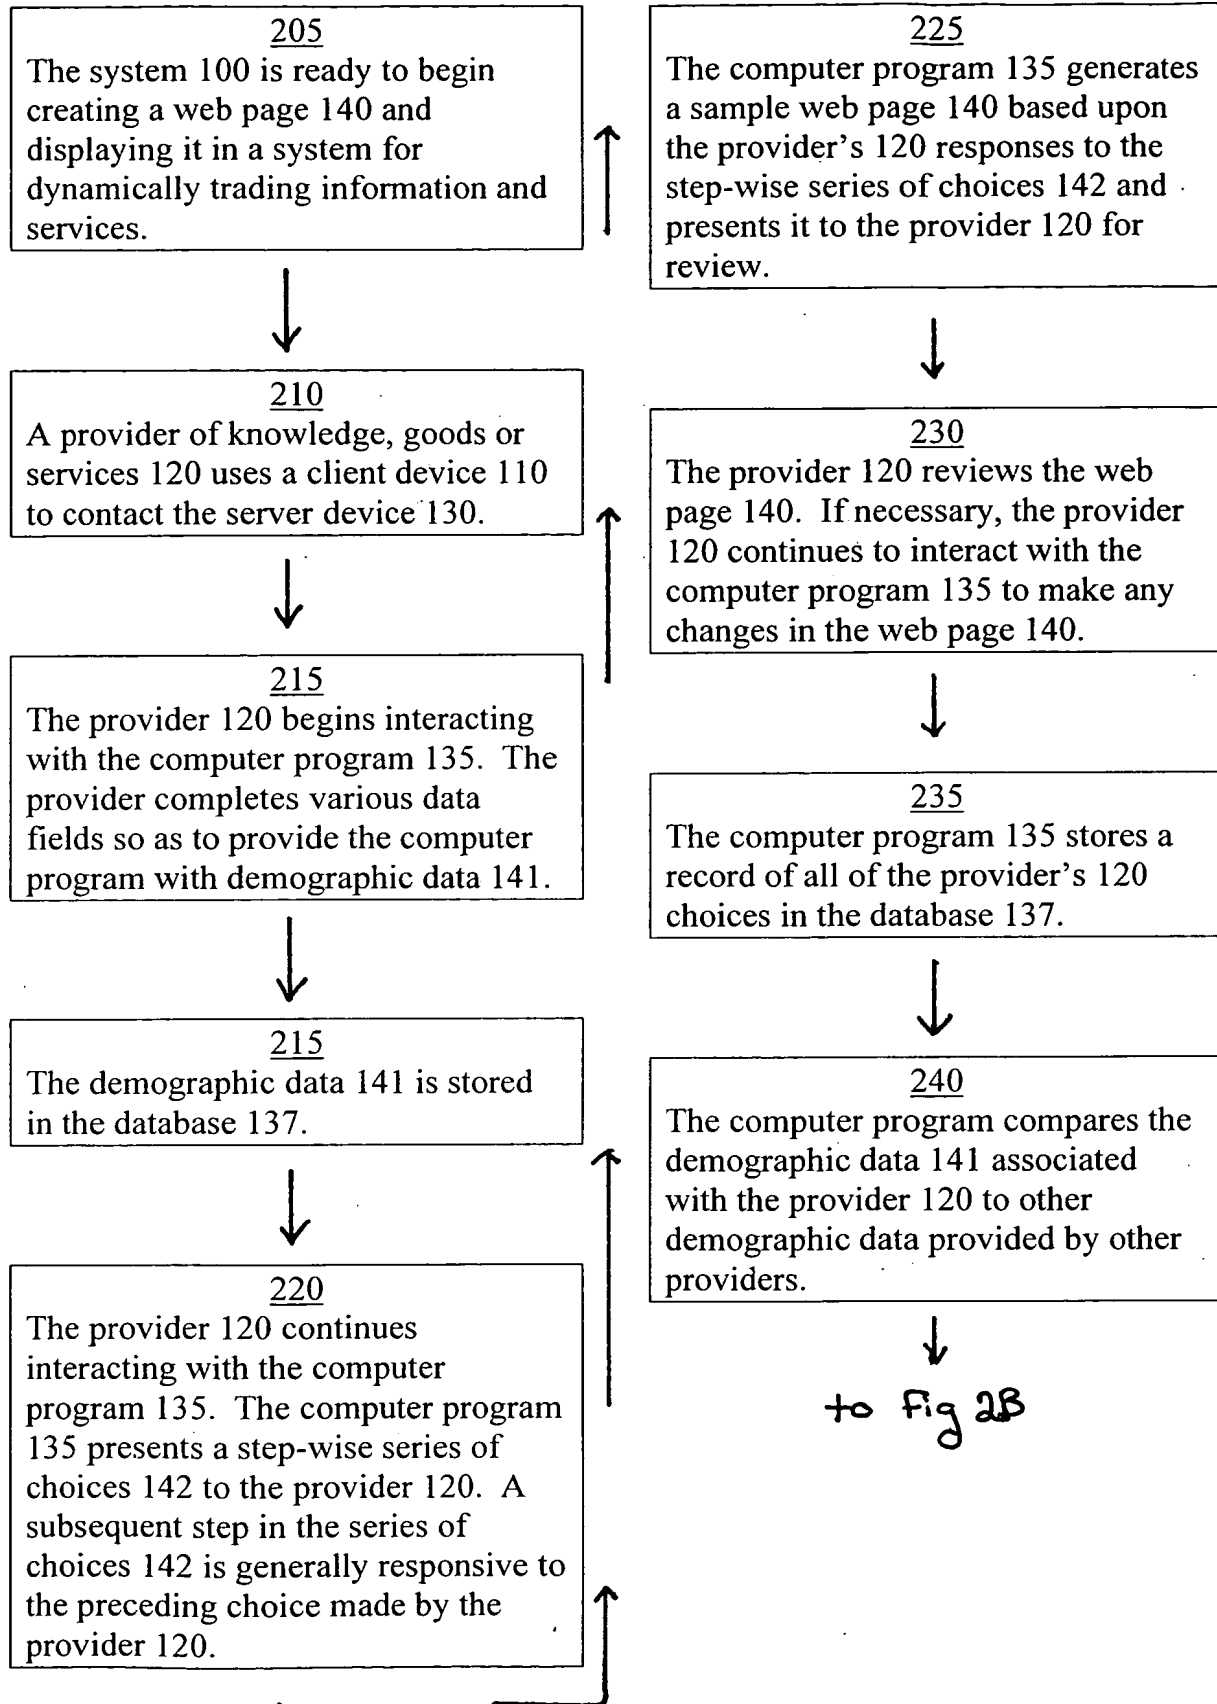 205
The system 100 is ready to begin
creating a web page 140 and
displaying it in a system for
dynamically trading information and
services.
210
A provider of knowledge, goods or
services 120 uses a client device 110
to contact the server device 130.
215
The provider 120 begins interacting
with the computer program 135. The
provider completes various data
fields so as to provide the computer
program with demographic data 141.
215
The demographic data 141 is stored
in the database 137.
220
The provider 120 continues
interacting with the computer
program 135. The computer program
135 presents a step-wise series of
choices 142 to the provider 120. A
subsequent step in the series of
choices 142 is generally responsive to
the preceding choice made by the
provider 120.
225
The computer program 135 generates
a sample web page 140 based upon
the provider's 120 responses to the
step-wise series of choices 142 and
presents it to the provider 120 for
review.
230
The provider 120 reviews the web
page 140. If necessary, the provider
120 continues to interact with the
computer program 135 to make any
changes in the web page 140.
235
The computer program 135 stores a
record of all of the provider's 120
choices in the database 137.
240
The computer program compares the
demographic data 141 associated
with the provider 120 to other
demographic data provided by other
providers.
to Fig 2B